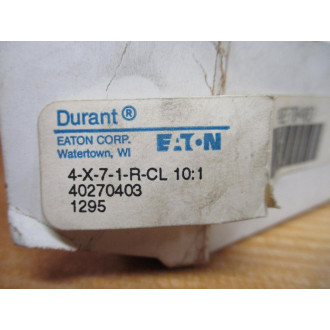 Durant®
EATON CORP.
Watertown, WI
EATON
4-X-7-1-R-CL 10:1
40270403
1295